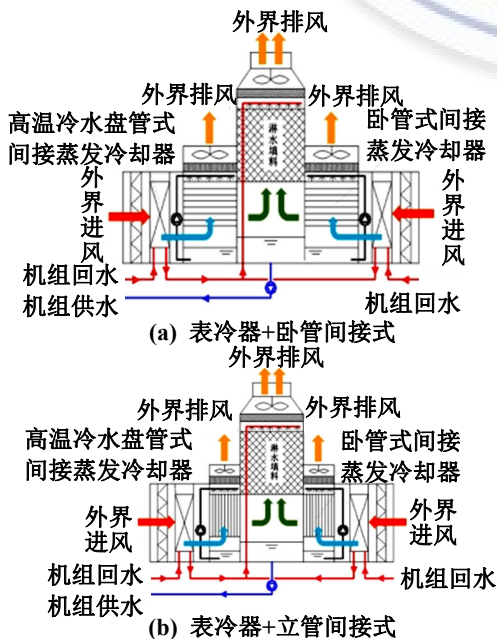 外界排风
外界排风
外界排风
高温冷水盘管式
间接蒸发冷却器
卧管式间接
蒸发冷却器
淋水填料
外界进风
外界进风
机组回水
机组供水
机组回水
(a) 表冷器+卧管间接式
外界排风
外界排风
外界排风
高温冷水盘管式
间接蒸发冷却器
卧管式间接
蒸发冷却器
淋水填料
外界
进风
外界
进风
机组回水
机组供水
机组回水
(b) 表冷器+立管间接式